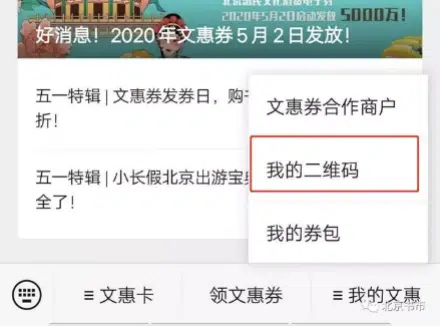 2020年5月2日启动发放5000万!
好消息！2020年文惠券5月2日发放！
五一特辑|文惠券发券日，购
折！
五一特辑|小长假北京出游宝
全了！
文惠券合作商户
我的二维码
我的券包
文惠卡
领文惠券
我的文惠
北京书市